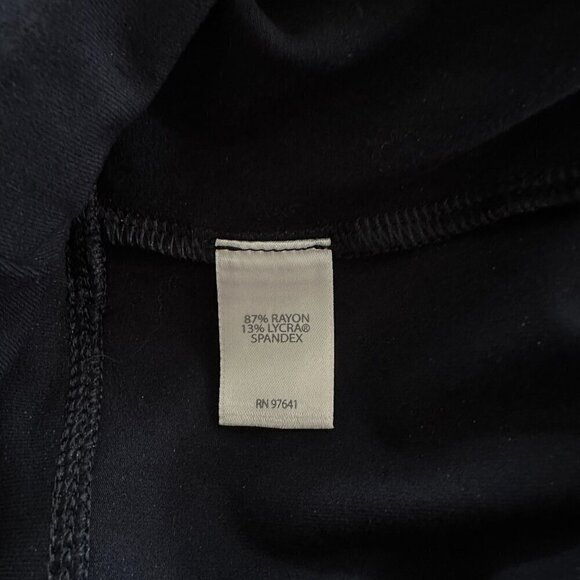 87% RAYON
13% LYCRA®
SPANDEX
RN 97641